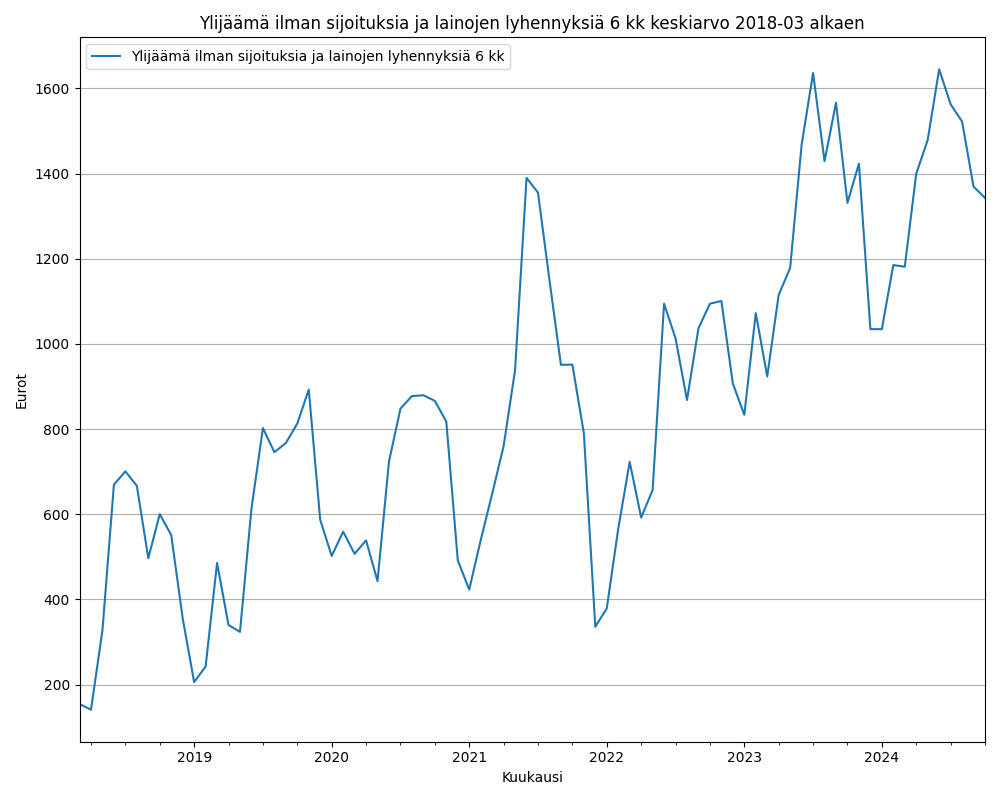 Ylijäämä ilman sijoituksia ja lainojen lyhennyksiä 6 kk keskiarvo 2018-03 alkaen
Ylijäämä ilman sijoituksia ja lainojen lyhennyksiä 6 kk
1600
1400
1200
1000
800
600
400
200
Eurot
2019 2020 2021 2022 2023 2024
Kuukausi